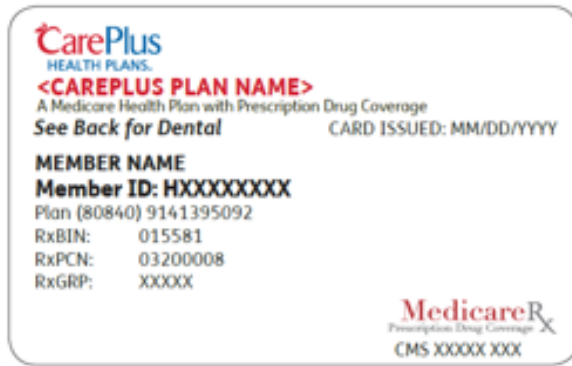 CarePlus
HEALTH PLANS.
<CAREPLUS PLAN NAME>
A Medicare Health Plan with Prescription Drug Coverage
See Back for Dental CARD ISSUED: MM/DD/YYYY
MEMBER NAME
Member ID: HXXXXXXXX
Plan (80840) 9141395092
RxBIN: 015581
RxPCN: 03200008
RxGRP: XXXXX
MedicareRx
Prescription Drug Coverage
CMS XXXXX XXX